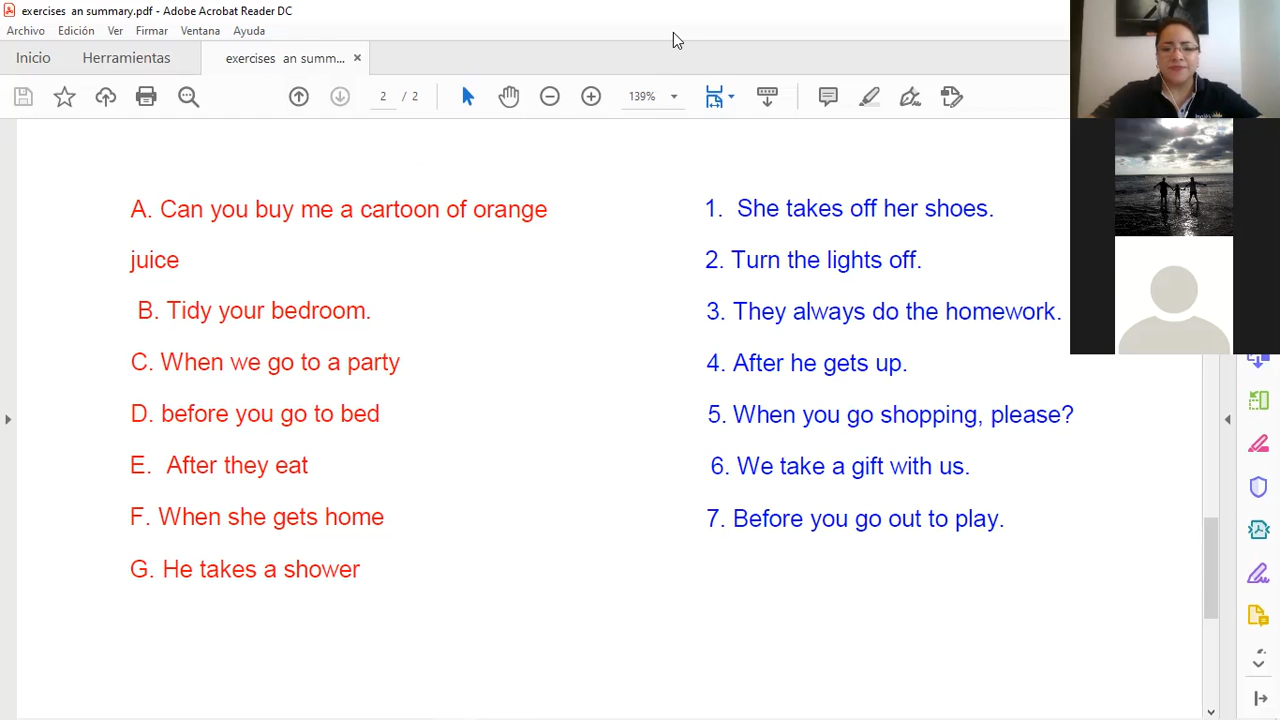 exercises an summary.pdf - Adobe Acrobat Reader DC
Archivo Edición Ver Firmar Ventana Ayuda
Inicio Herramientas exercises an summ... ×
2 / 2 139%
A. Can you buy me a cartoon of orange
juice
B. Tidy your bedroom.
C. When we go to a party
D. before you go to bed
E. After they eat
F. When she gets home
G. He takes a shower
1. She takes off her shoes.
2. Turn the lights off.
3. They always do the homework.
4. After he gets up.
5. When you go shopping, please?
6. We take a gift with us.
7. Before you go out to play.